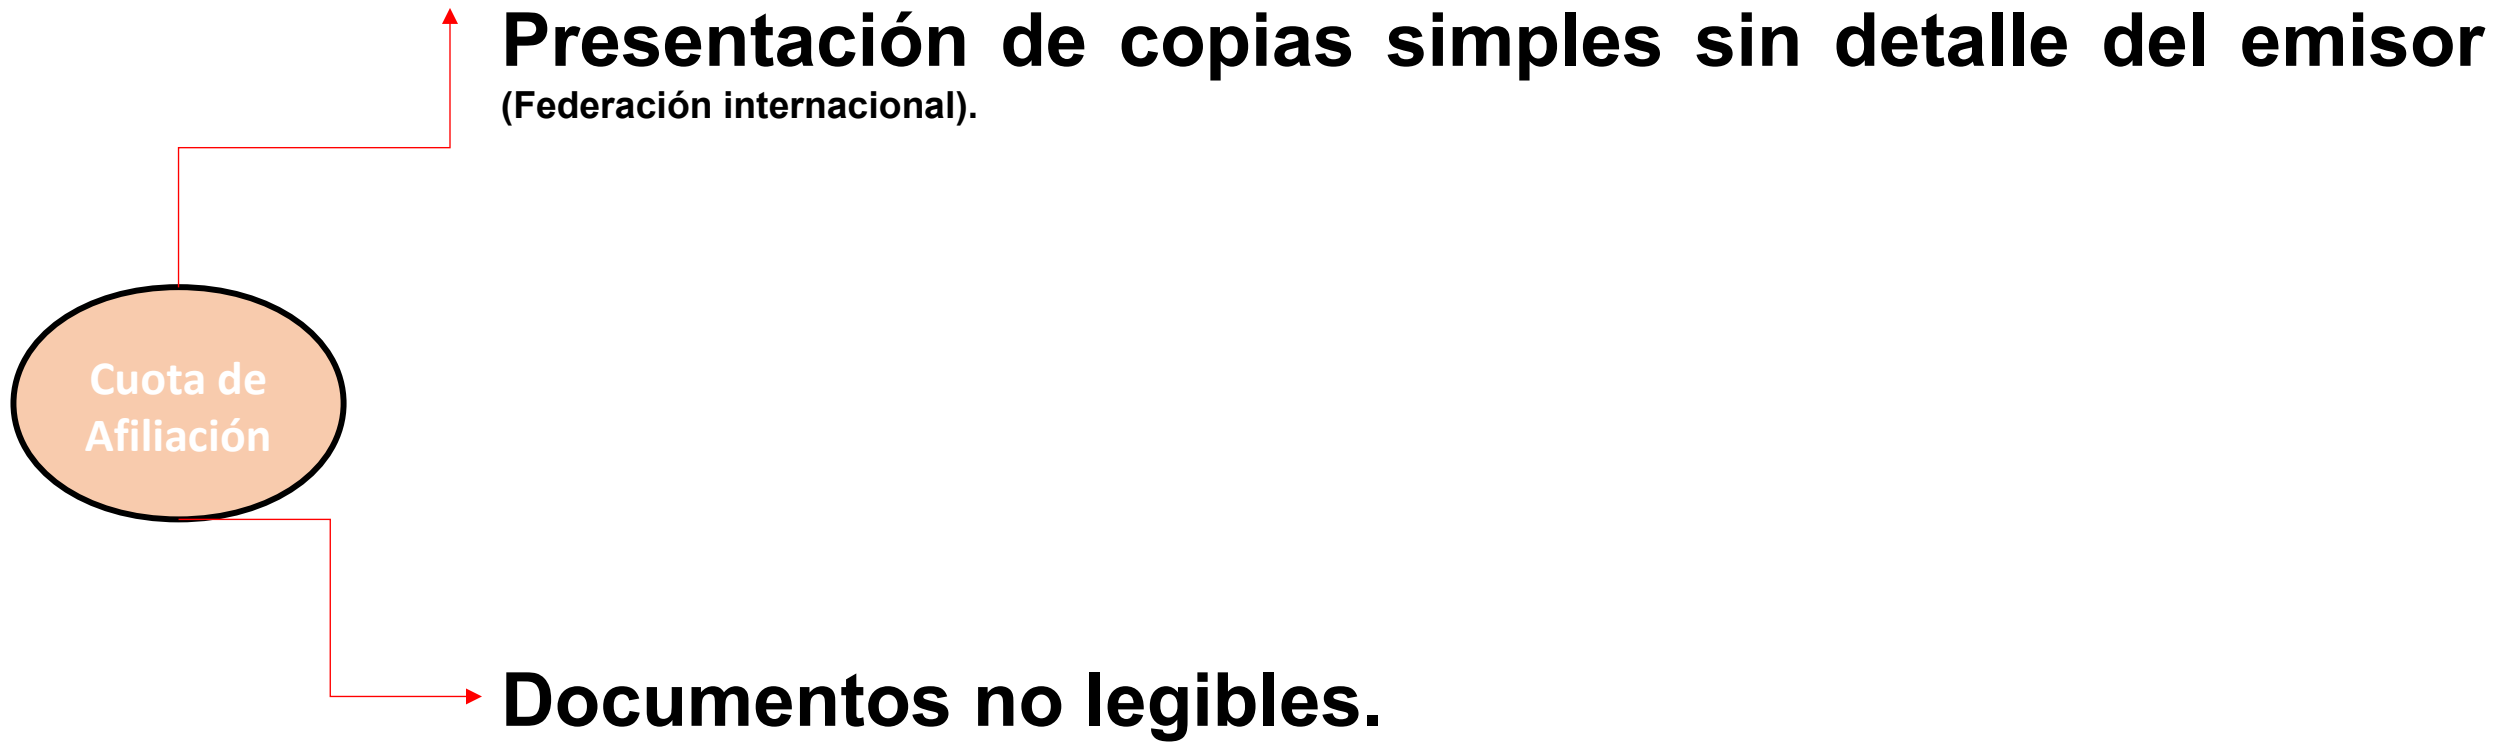 Presentación de copias simples sin detalle del emisor
(Federación internacional).
Cuota de
Afiliación
Documentos no legibles.